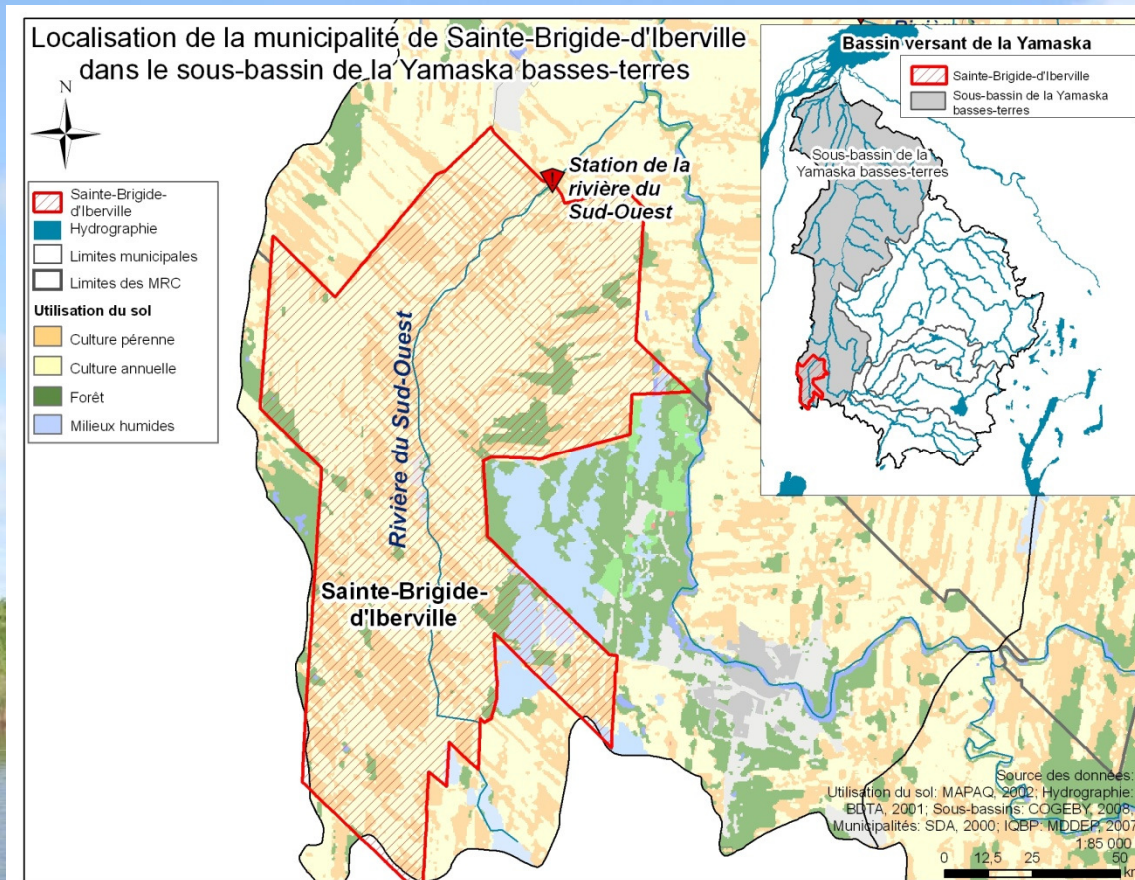 Localisation de la municipalité de Sainte-Brigide-d'Iberville
dans le sous-bassin de la Yamaska basses-terres
N
Sainte-Brigide-
d'Iberville
Hydrographie
Limites municipales
Limites des MRC
Utilisation du sol
Culture pérenne
Culture annuelle
Forêt
Milieux humides
Station de la
rivière du
Sud-Ouest
Rivière du Sud-Ouest
Sainte-Brigide-
d'Iberville
Bassin versant de la Yamaska
Sainte-Brigide-d'Iberville
Sous-bassin de la Yamaska
basses-terres
Sous-bassin de la
Yamaska basses-terres
Source des données:
Utilisation du sol: MAPAQ, 2002; Hydrographie:
BDTA, 2001; Sous-bassins: COGEBY, 2008;
Municipalités: SDA, 2000; IQBP: MDDEP, 2007
1:85 000
0 12,5 25 50
km